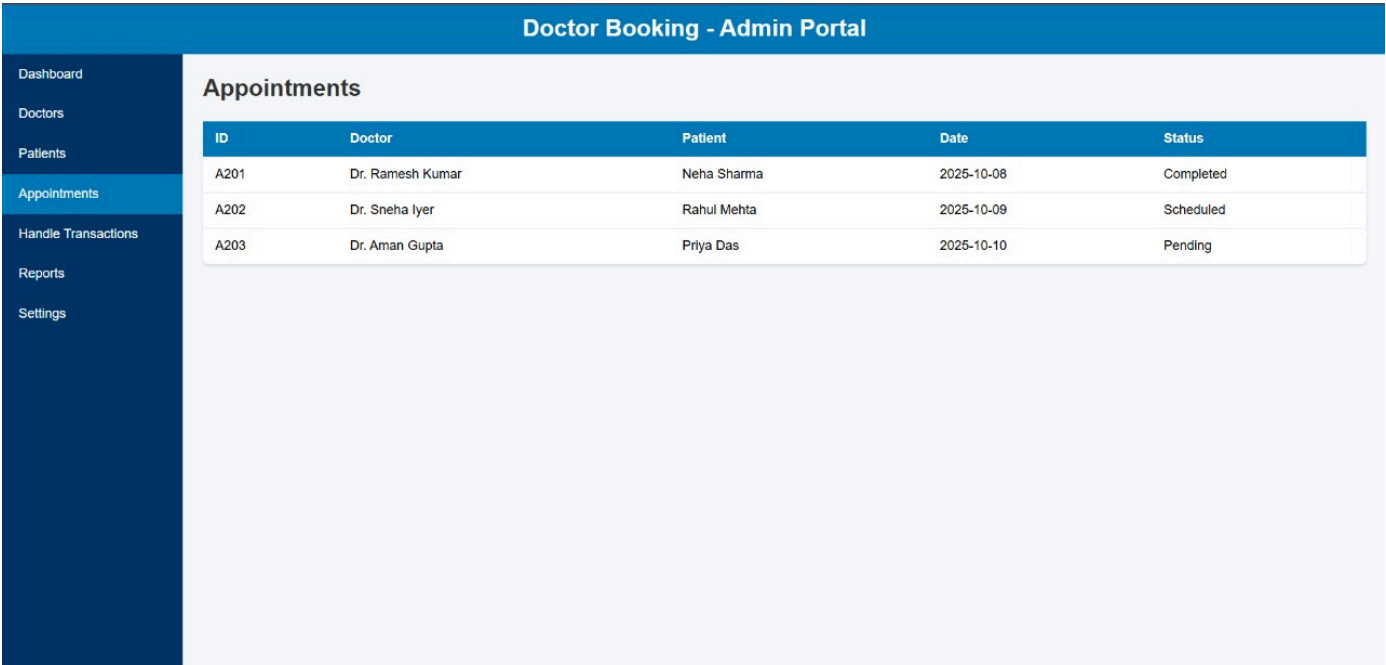 Doctor Booking - Admin Portal
Dashboard
Doctors
Patients
Appointments
Handle Transactions
Reports
Settings
Appointments
ID Doctor Patient Date Status
A201 Dr. Ramesh Kumar Neha Sharma 2025-10-08 Completed
A202 Dr. Sneha Iyer Rahul Mehta 2025-10-09 Scheduled
A203 Dr. Aman Gupta Priya Das 2025-10-10 Pending